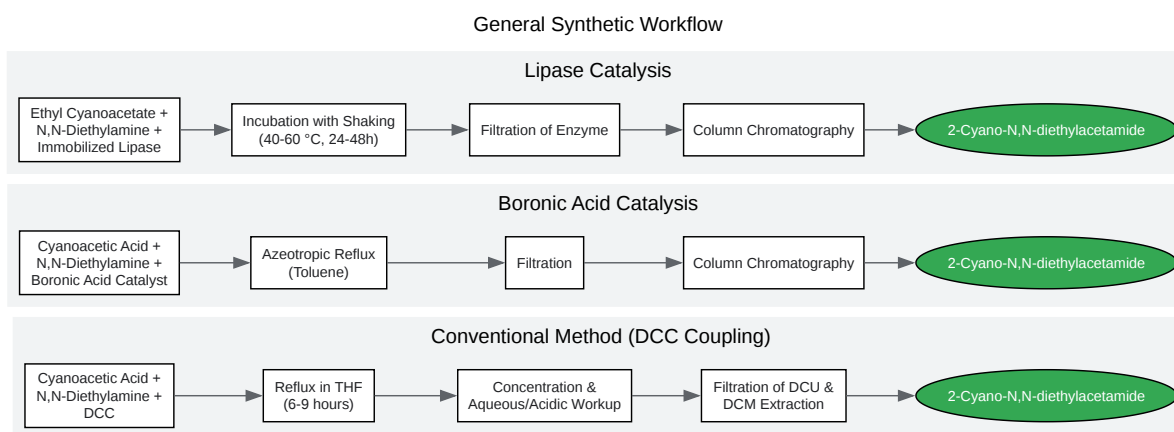 General Synthetic Workflow
Lipase Catalysis
Ethyl Cyanoacetate +
N,N-Diethylamine +
Immobilized Lipase
Incubation with Shaking
(40-60 °C, 24-48h)
Filtration of Enzyme
Column Chromatography
2-Cyano-N,N-diethylacetamide
Boronic Acid Catalysis
Cyanoacetic Acid +
N,N-Diethylamine +
Boronic Acid Catalyst
Azeotropic Reflux
(Toluene)
Filtration
Column Chromatography
2-Cyano-N,N-diethylacetamide
Conventional Method (DCC Coupling)
Cyanoacetic Acid +
N,N-Diethylamine +
DCC
Reflux in THF
(6-9 hours)
Concentration &
Aqueous/Acidic Workup
Filtration of DCU &
DCM Extraction
2-Cyano-N,N-diethylacetamide